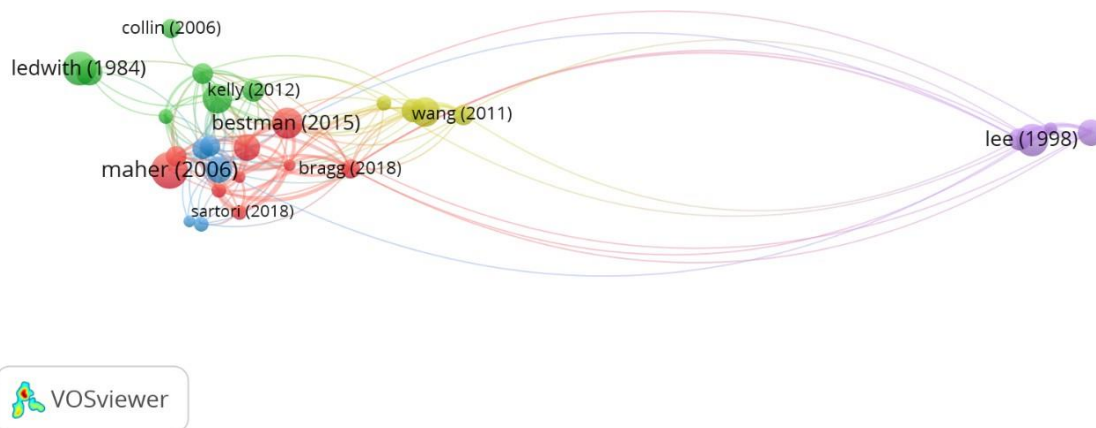 collin (2006)
ledwith (1984)
kelly (2012)
bestman (2015)
wang (2011)
lee (1998)
maher (2006)
bragg (2018)
sartori (2018)
VOSviewer